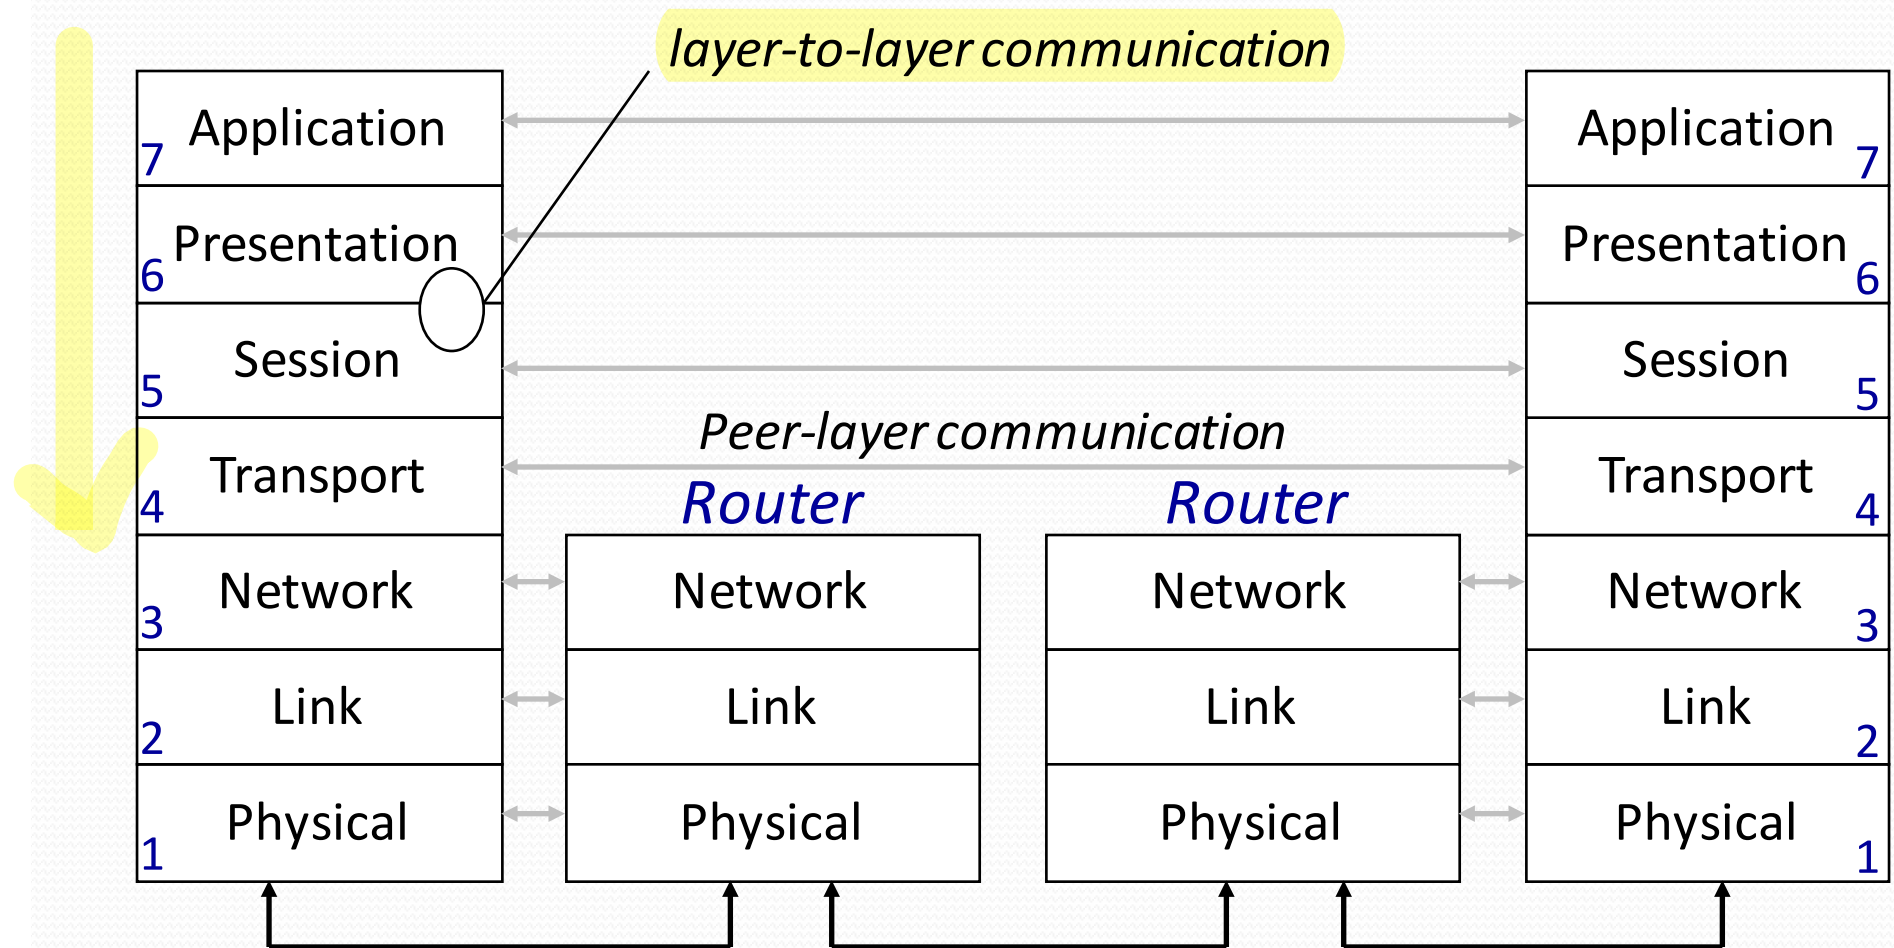 layer-to-layer communication
Application
7
Presentation
6
Session
5
Transport
4
Network
3
Link
2
Physical
1
Peer-layer communication
Router
Network
Link
Physical
Router
Network
Link
Physical
Application
7
Presentation
6
Session
5
Transport
4
Network
3
Link
2
Physical
1